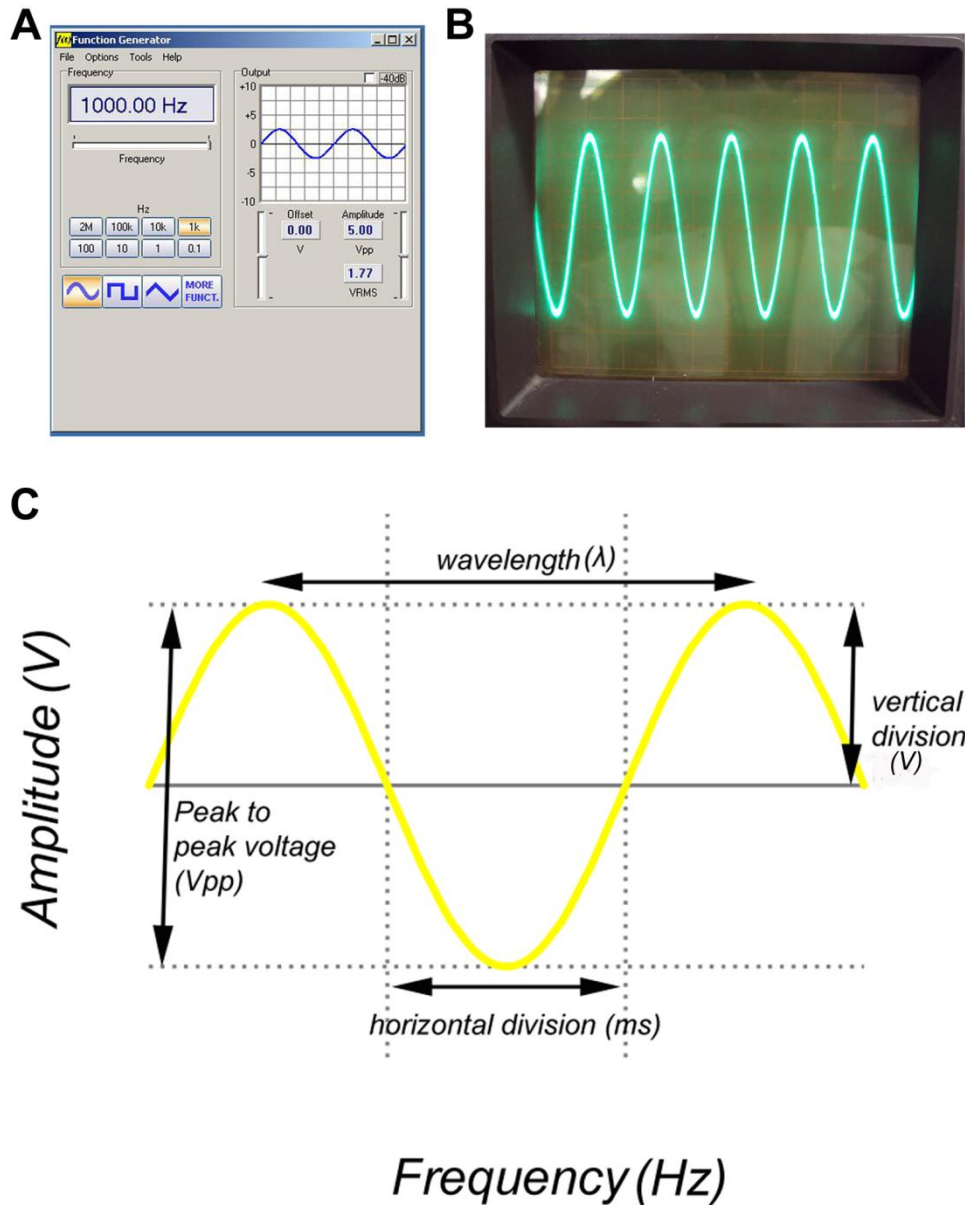 A
f(t) Function Generator
File Options Tools Help
Frequency
1000.00 Hz
Frequency
Hz
2M 100k 10k 1k
100 10 1 0.1
MORE
FUNCT.
Output
-40dB
+10
+5
0
-5
-10
Offset Amplitude
0.00 5.00
V Vpp
1.77
VRMS
B
C
wavelength(λ)
Amplitude (V)
vertical
division
(V)
Peak to
peak voltage
(Vpp)
horizontal division (ms)
Frequency(Hz)